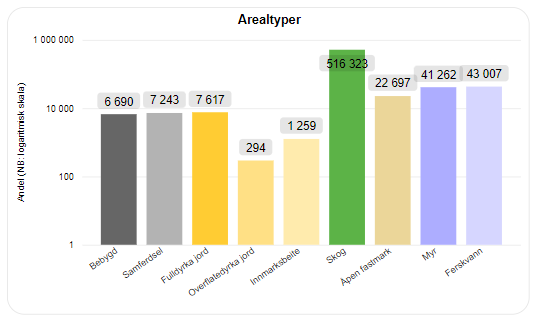 Arealtyper
Andel (NB: logaritmisk skala)
1 000 000
10 000
100
1
6 690
7 243
7 617
294
1 259
516 323
22 697
41 262
43 007
Bebygd
Samferdsel
Fulldyrka jord
Overflatedyrka jord
Innmarksbeite
Skog
Åpen fastmark
Myr
Ferskvann